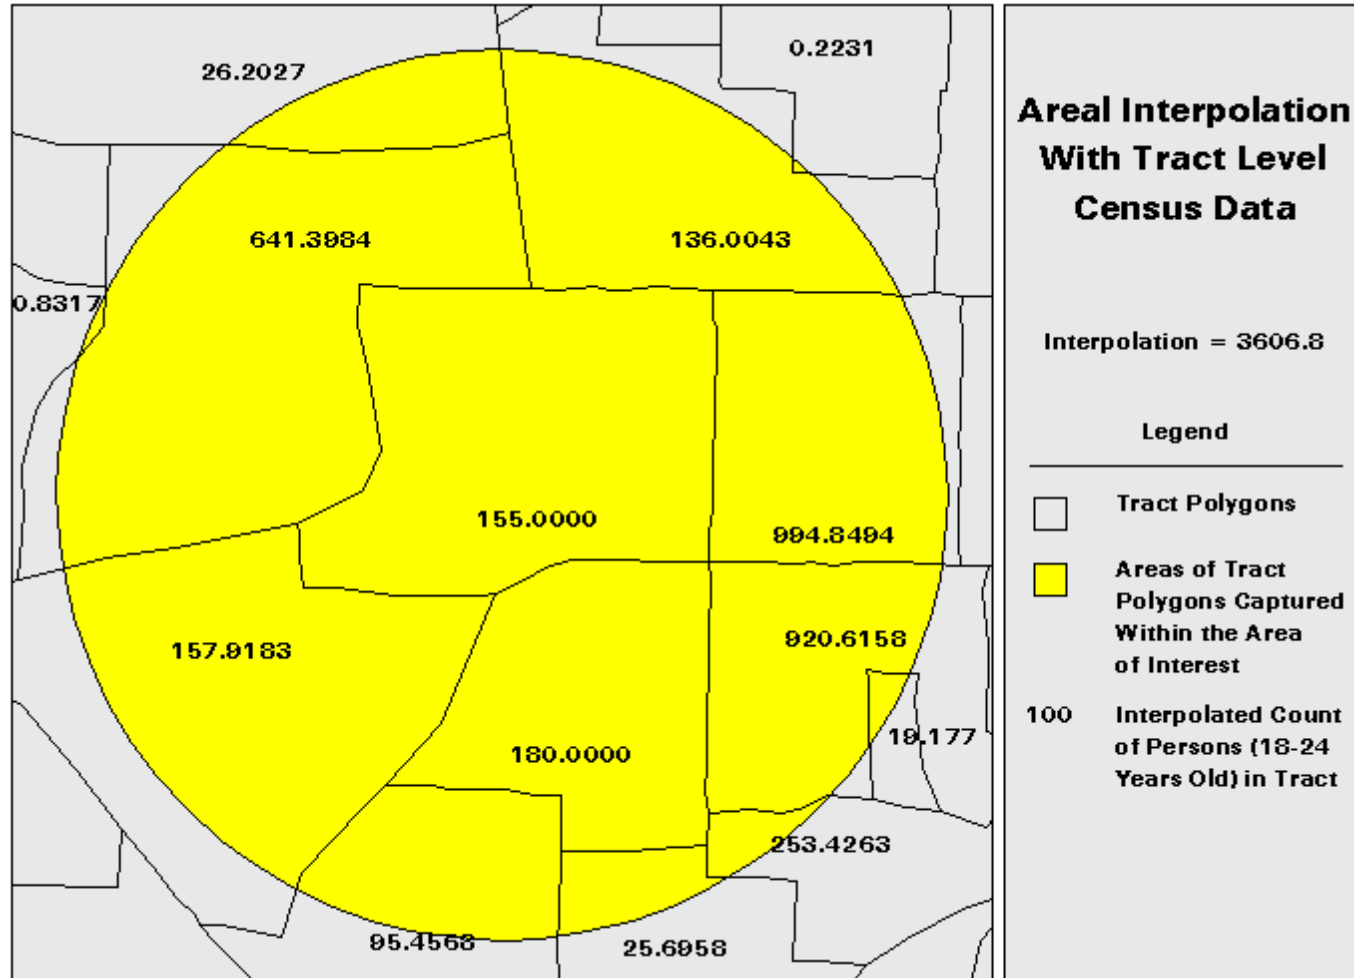 26.2027
0.2231
641.3984
136.0043
0.8317
155.0000
994.8494
157.9183
920.6158
19.177
180.0000
253.4263
95.4568
25.6958
Areal Interpolation
With Tract Level
Census Data
Interpolation = 3606.8
Legend
Tract Polygons
Areas of Tract
Polygons Captured
Within the Area
of Interest
100 Interpolated Count
of Persons (18-24
Years Old) in Tract